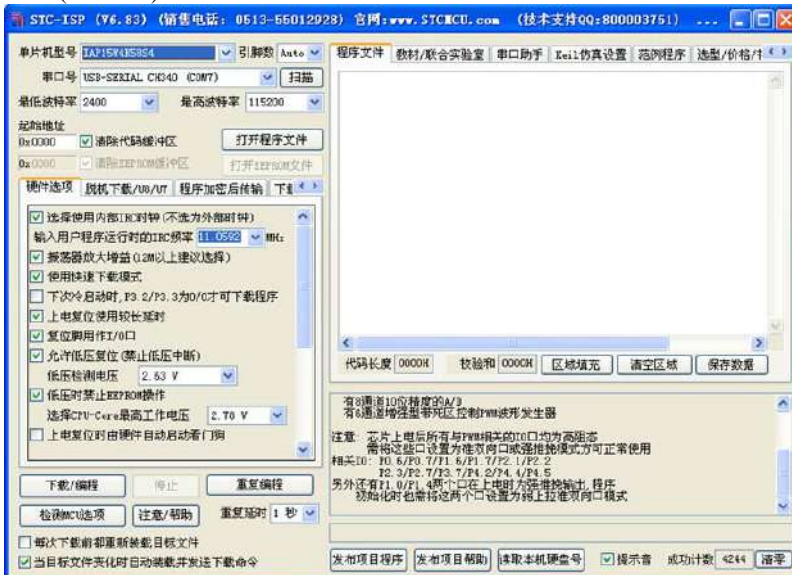 STC-ISP (V6.83) (销售电话: 0513-55012928) 官网:www.STCMCU.com (技术支持QQ:800003751) ...
单片机型号 IAP15W4K58S4 引脚数 Auto
串口号 USB-SERIAL CH340 (COM7) 扫描
最低波特率 2400 最高波特率 115200
起始地址
0x0000 清除代码缓冲区 打开程序文件
0x0000 清除EEPROM缓冲区 打开EEPROM文件
硬件选项 脱机下载/U8/U7 程序加密后传输
选择使用内部IRC时钟(不选为外部时钟)
输入用户程序运行时的IRC频率 11.0592 MHz
振荡器放大增益(12M以上建议选择)
使用快速下载模式
下次冷启动时,P3.2/P3.3为0/0才可下载程序
上电复位使用较长延时
复位脚用作I/O口
允许低压复位(禁止低压中断)
低压检测电压 2.63 V
低压时禁止EEPROM操作
选择CPU-Core最高工作电压 2.70 V
上电复位时由硬件自动启动看门狗
下载/编程 停止 重复编程
检测MCU选项 注意/帮助 重复延时 1 秒
每次下载前都重新装载目标文件
当目标文件变化时自动装载并发送下载命令
程序文件 教材/联合实验室 串口助手 Keil仿真设置 范例程序 选型/价格/
代码长度 0000H 校验和 0000H 区域填充 清空区域 保存数据
有8通道10位精度的A/D
有6通道增强型带死区控制PWM波形发生器
注意: 芯片上电后所有与PWM相关的IO口均为高阻态
需将这些口设置为准双向口或强推挽模式方可正常使用
相关IO: P0.6/P0.7/P1.6/P1.7/P2.1/P2.2
P2.3/P2.7/P3.7/P4.2/P4.4/P4.5
另外还有P1.0/P1.4两个口在上电时为强推挽输出,程序
初始化时也需将这两个口设置为弱上拉准双向口模式
发布项目程序 发布项目帮助 读取本机硬盘号 提示音 成功计数 4244 清零